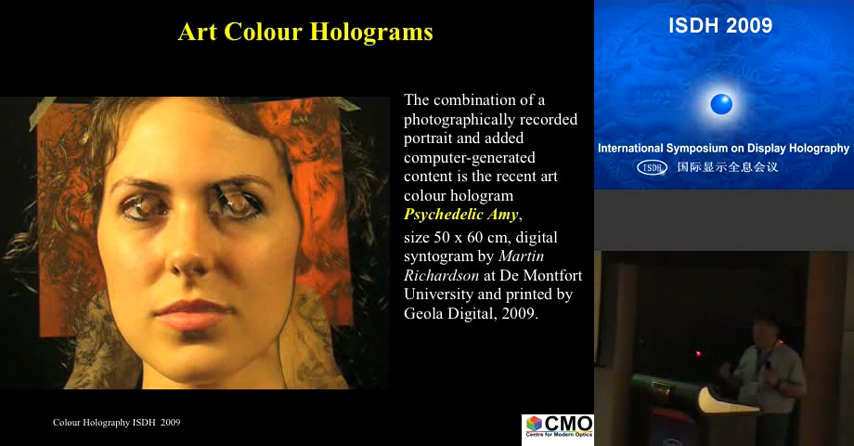 Art Colour Holograms
The combination of a
photographically recorded
portrait and added
computer-generated
content is the recent art
colour hologram
Psychedelic Amy,
size 50 x 60 cm, digital
syntogram by Martin
Richardson at De Montfort
University and printed by
Geola Digital, 2009.
Colour Holography ISDH 2009
CMO
Centre for Modern Optics
ISDH 2009
International Symposium on Display Holography
ISDH 国际显示全息会议